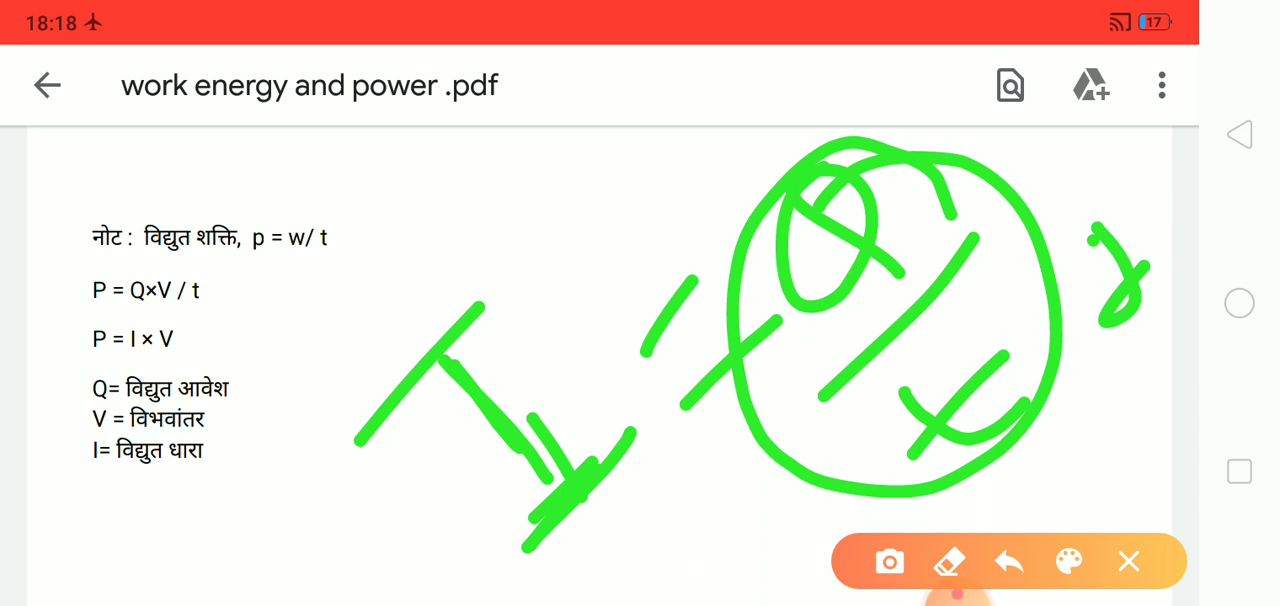 18:18
17
work energy and power .pdf
नोट : विद्युत शक्ति, p = w/ t
P = Q×V / t
P = I × V
Q= विद्युत आवेश
V = विभवांतर
I= विद्युत धारा
I = Q/t